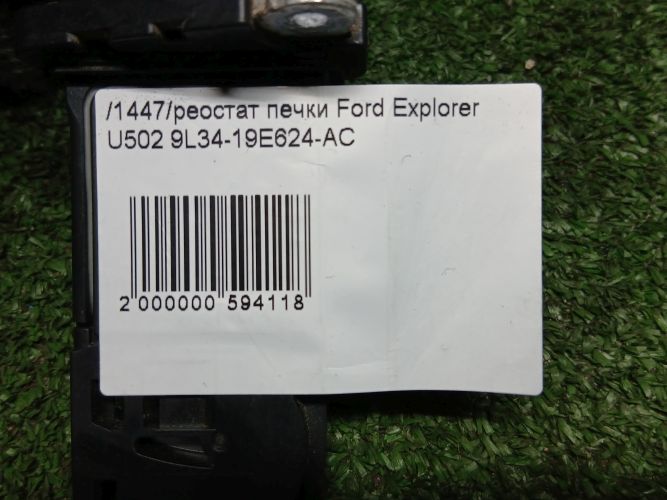 /1447/реостат печки Ford Explorer
U502 9L34-19E624-AC
2 000000 594118